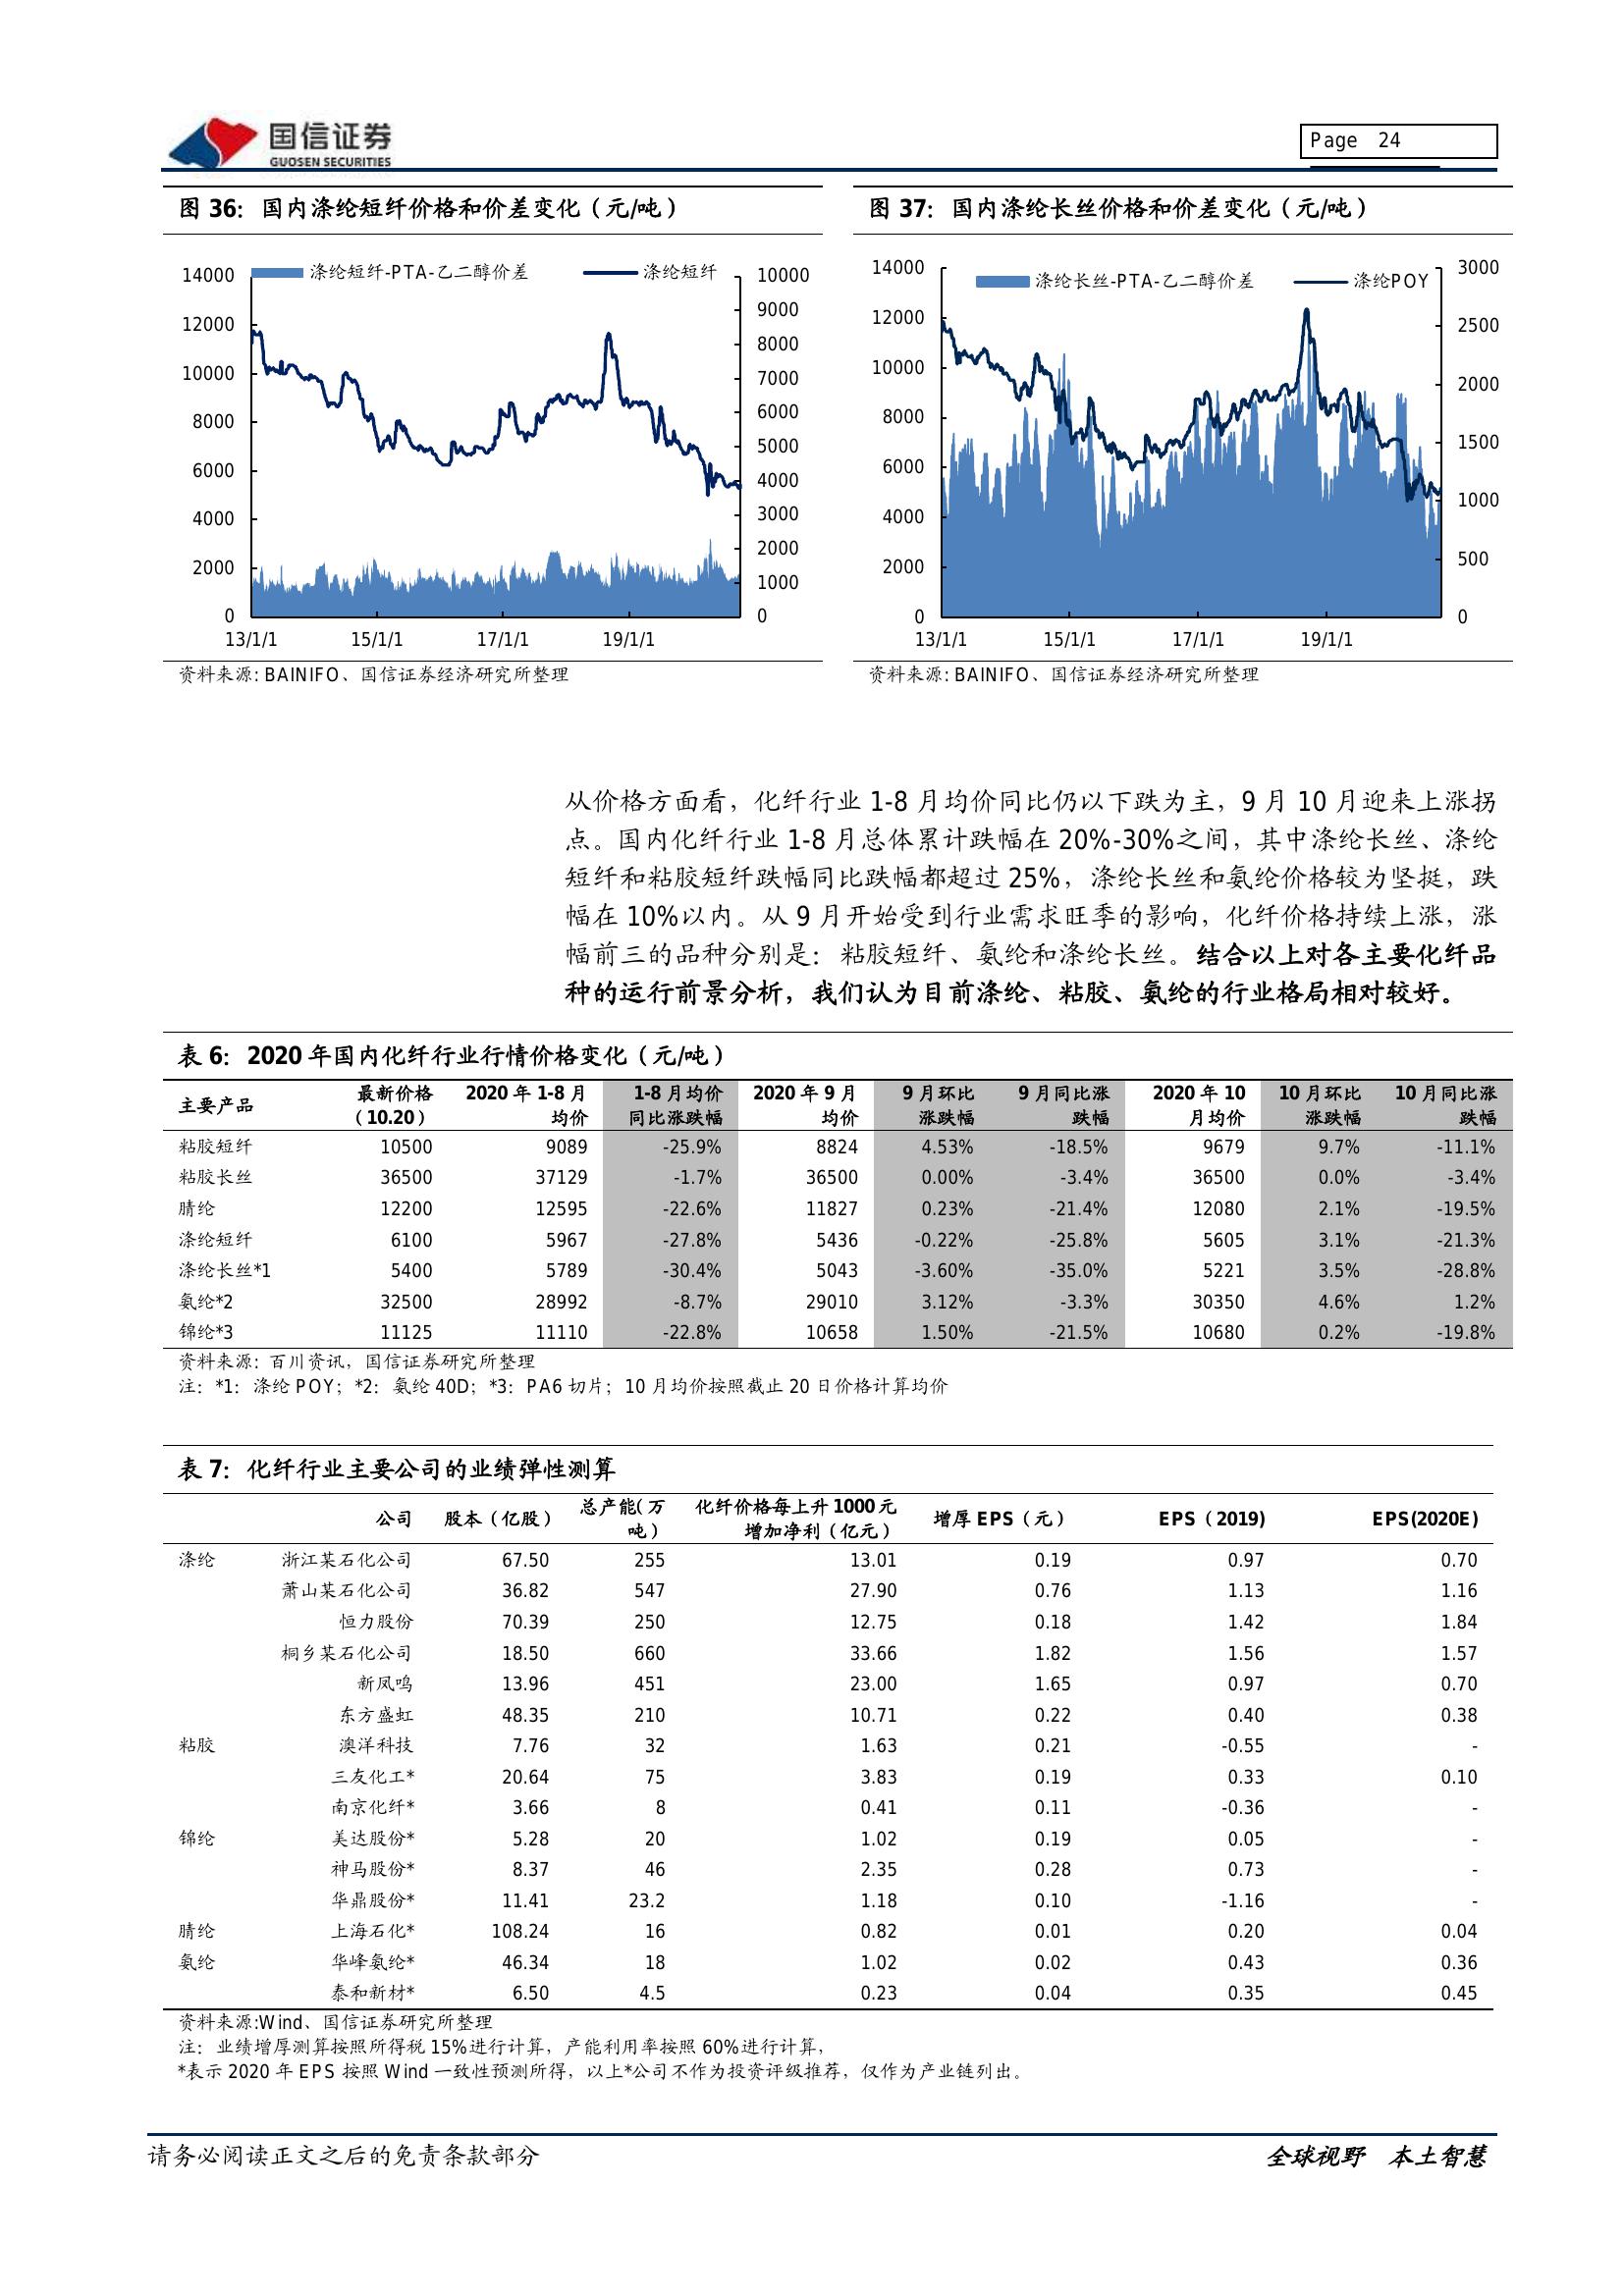 国信证券
GUOSEN SECURITIES
Page 24
图 36：国内涤纶短纤价格和价差变化（元/吨）
涤纶短纤-PTA-乙二醇价差 涤纶短纤
14000 12000 10000 8000 6000 4000 2000 0
10000 9000 8000 7000 6000 5000 4000 3000 2000 1000 0
13/1/1 15/1/1 17/1/1 19/1/1
资料来源: BAINIFO、国信证券经济研究所整理
图 37：国内涤纶长丝价格和价差变化（元/吨）
涤纶长丝-PTA-乙二醇价差 涤纶POY
14000 12000 10000 8000 6000 4000 2000 0
3000 2500 2000 1500 1000 500 0
13/1/1 15/1/1 17/1/1 19/1/1
资料来源: BAINIFO、国信证券经济研究所整理
从价格方面看，化纤行业 1-8 月均价同比仍以下跌为主，9 月 10 月迎来上涨拐
点。国内化纤行业 1-8 月总体累计跌幅在 20%-30%之间，其中涤纶长丝、涤纶
短纤和粘胶短纤跌幅同比跌幅都超过 25%，涤纶长丝和氨纶价格较为坚挺，跌
幅在 10%以内。从 9 月开始受到行业需求旺季的影响，化纤价格持续上涨，涨
幅前三的品种分别是：粘胶短纤、氨纶和涤纶长丝。结合以上对各主要化纤品
种的运行前景分析，我们认为目前涤纶、粘胶、氨纶的行业格局相对较好。
表 6：2020 年国内化纤行业行情价格变化（元/吨）
主要产品 最新价格（10.20） 2020 年 1-8 月均价 1-8 月均价同比涨跌幅 2020 年 9 月均价 9 月环比涨跌幅 9 月同比涨跌幅 2020 年 10 月均价 10 月环比涨跌幅 10 月同比涨跌幅
粘胶短纤 10500 9089 -25.9% 8824 4.53% -18.5% 9679 9.7% -11.1%
粘胶长丝 36500 37129 -1.7% 36500 0.00% -3.4% 36500 0.0% -3.4%
腈纶 12200 12595 -22.6% 11827 0.23% -21.4% 12080 2.1% -19.5%
涤纶短纤 6100 5967 -27.8% 5436 -0.22% -25.8% 5605 3.1% -21.3%
涤纶长丝*1 5400 5789 -30.4% 5043 -3.60% -35.0% 5221 3.5% -28.8%
氨纶*2 32500 28992 -8.7% 29010 3.12% -3.3% 30350 4.6% 1.2%
锦纶*3 11125 11110 -22.8% 10658 1.50% -21.5% 10680 0.2% -19.8%
资料来源：百川资讯，国信证券研究所整理
注：*1：涤纶 POY；*2：氨纶 40D；*3：PA6 切片；10 月均价按照截止 20 日价格计算均价
表 7：化纤行业主要公司的业绩弹性测算
公司 股本（亿股） 总产能(万吨） 化纤价格每上升 1000 元增加净利（亿元） 增厚 EPS（元） EPS（2019) EPS(2020E)
涤纶 浙江某石化公司 67.50 255 13.01 0.19 0.97 0.70
萧山某石化公司 36.82 547 27.90 0.76 1.13 1.16
恒力股份 70.39 250 12.75 0.18 1.42 1.84
桐乡某石化公司 18.50 660 33.66 1.82 1.56 1.57
新凤鸣 13.96 451 23.00 1.65 0.97 0.70
东方盛虹 48.35 210 10.71 0.22 0.40 0.38
粘胶 澳洋科技 7.76 32 1.63 0.21 -0.55 -
三友化工* 20.64 75 3.83 0.19 0.33 0.10
南京化纤* 3.66 8 0.41 0.11 -0.36 -
锦纶 美达股份* 5.28 20 1.02 0.19 0.05 -
神马股份* 8.37 46 2.35 0.28 0.73 -
华鼎股份* 11.41 23.2 1.18 0.10 -1.16 -
腈纶 上海石化* 108.24 16 0.82 0.01 0.20 0.04
氨纶 华峰氨纶* 46.34 18 1.02 0.02 0.43 0.36
泰和新材* 6.50 4.5 0.23 0.04 0.35 0.45
资料来源:Wind、国信证券研究所整理
注：业绩增厚测算按照所得税 15%进行计算，产能利用率按照 60%进行计算，
*表示 2020 年 EPS 按照 Wind 一致性预测所得，以上*公司不作为投资评级推荐，仅作为产业链列出。
请务必阅读正文之后的免责条款部分
全球视野 本土智慧